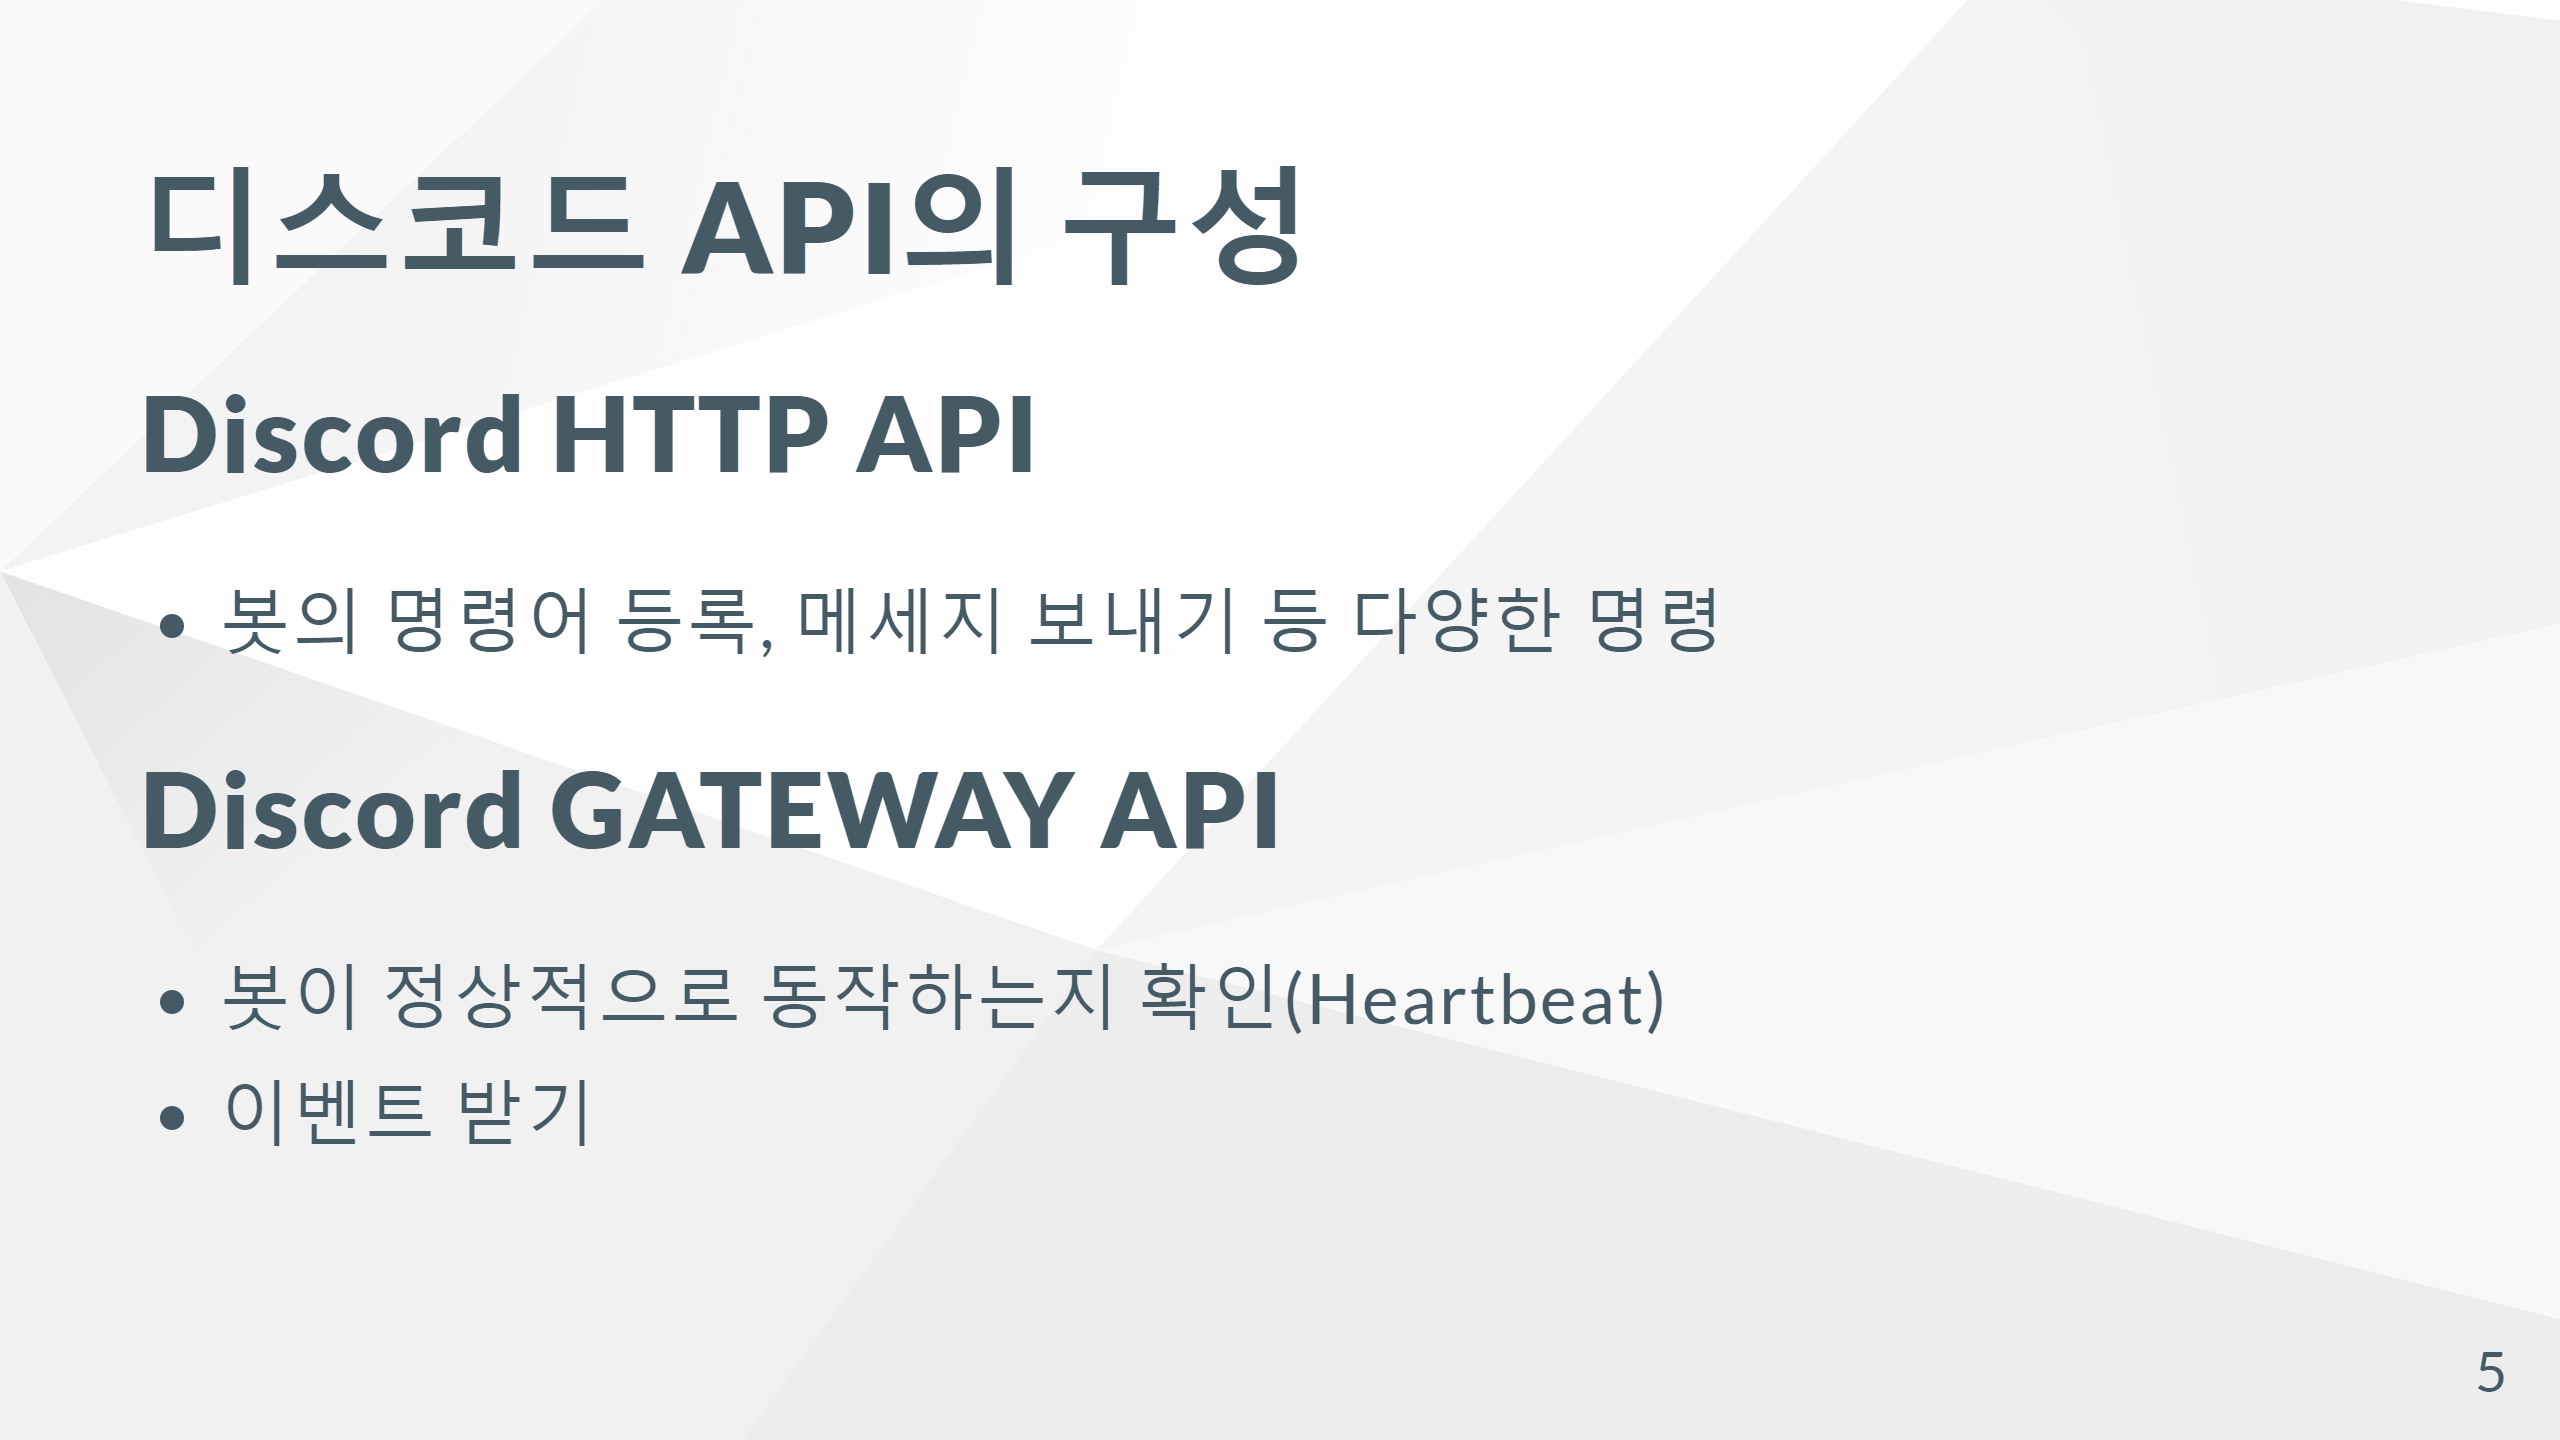 디스코드 API의 구성
Discord HTTP API
• 봇의 명령어 등록, 메세지 보내기 등 다양한 명령
Discord GATEWAY API
• 봇이 정상적으로 동작하는지 확인(Heartbeat)
• 이벤트 받기
5